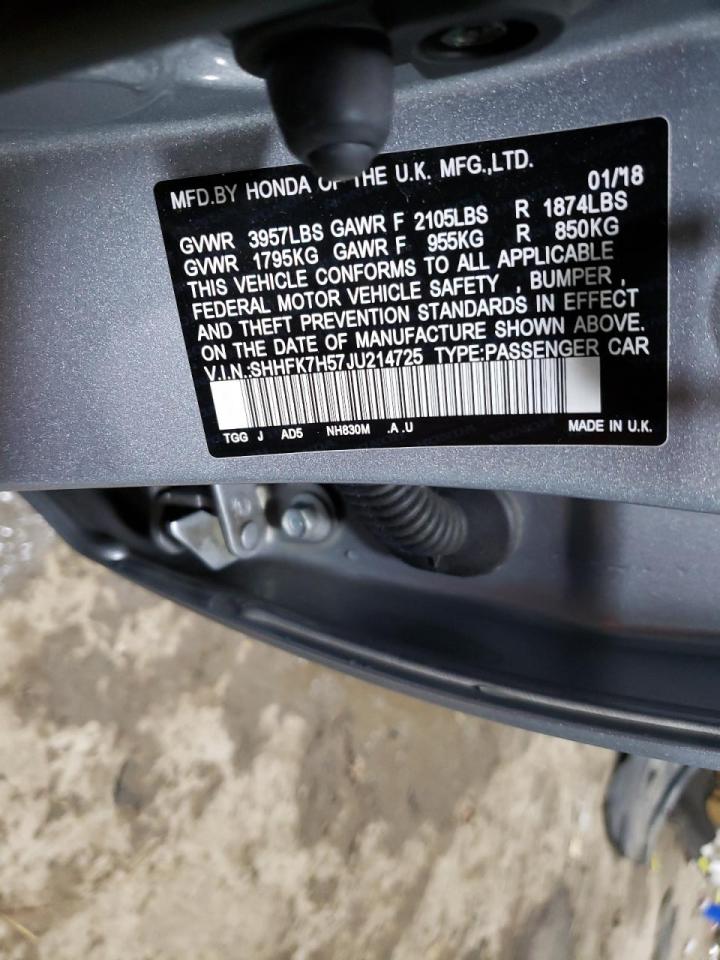 MFD.BY HONDA OF THE U.K. MFG.,LTD.
01/18
GVWR 3957LBS GAWR F 2105LBS R 1874LBS
GVWR 1795KG GAWR F 955KG R 850KG
THIS VEHICLE CONFORMS TO ALL APPLICABLE
FEDERAL MOTOR VEHICLE SAFETY , BUMPER ,
AND THEFT PREVENTION STANDARDS IN EFFECT
ON THE DATE OF MANUFACTURE SHOWN ABOVE.
V.I.N.:SHHFK7H57JU214725 TYPE:PASSENGER CAR
TGG J AD5 NH830M .A .U MADE IN U.K.